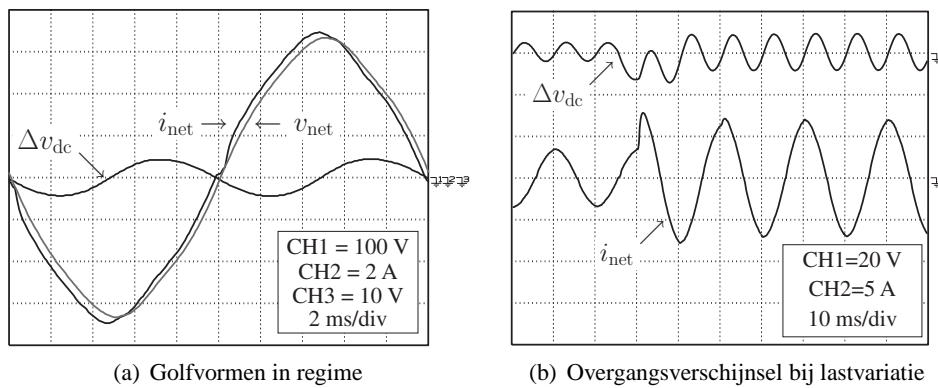 i_net
v_net
Δv_dc
CH1 = 100 V
CH2 = 2 A
CH3 = 10 V
2 ms/div
(a) Golfvormen in regime
Δv_dc
i_net
CH1=20 V
CH2=5 A
10 ms/div
(b) Overgangsverschijnsel bij lastvariatie